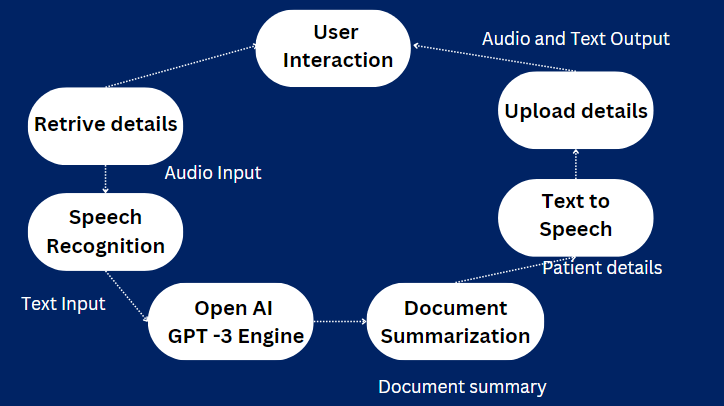 User
Interaction
Audio and Text Output
Retrive details
Upload details
Audio Input
Speech
Recognition
Text to
Speech
Patient details
Text Input
Open AI
GPT -3 Engine
Document
Summarization
Document summary